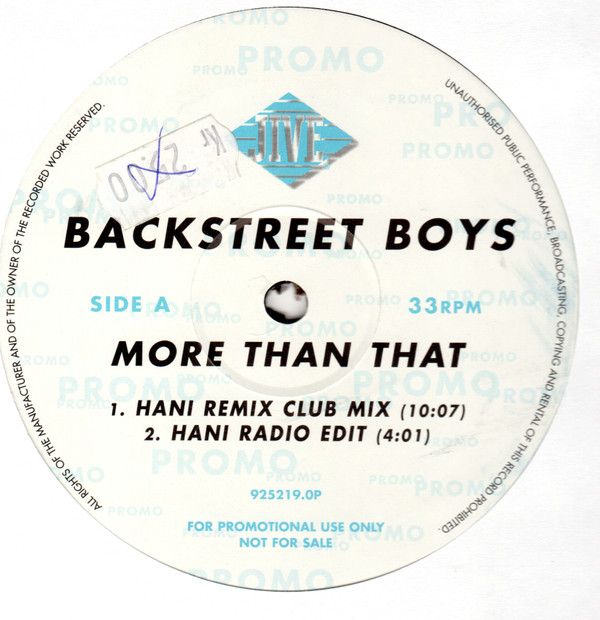 PROMO
JIVE
BACKSTREET BOYS
SIDE A
33RPM
MORE THAN THAT
1. HANI REMIX CLUB MIX (10:07)
2. HANI RADIO EDIT (4:01)
925219.0P
FOR PROMOTIONAL USE ONLY
NOT FOR SALE
ALL RIGHTS OF THE MANUFACTURER AND OF THE OWNER OF THE RECORDED WORK RESERVED.
UNAUTHORISED PUBLIC PERFORMANCE, BROADCASTING, COPYING AND RENTAL OF THIS RECORD PROHIBITED.
Kr